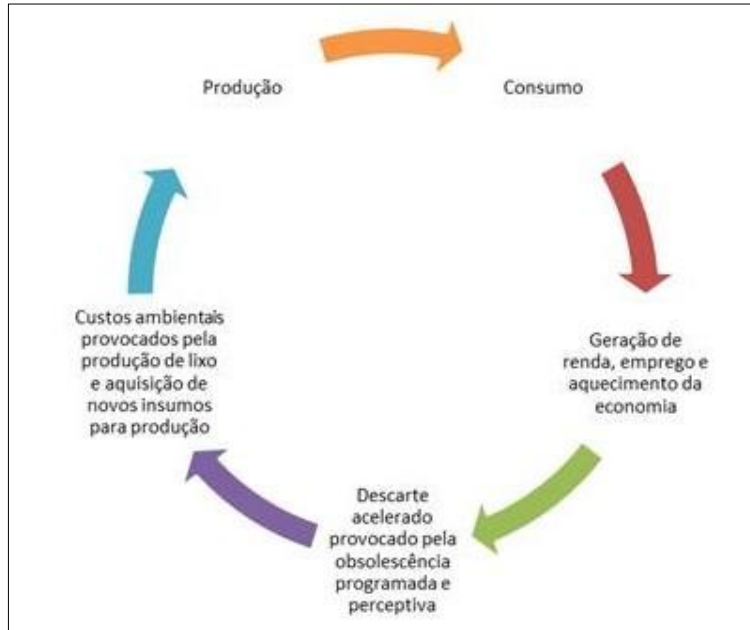 Produção
Consumo
Geração de
renda, emprego e
aquecimento da
economia
Descarte
acelerado
provocado pela
obsolescência
programada e
perceptiva
Custos ambientais
provocados pela
produção de lixo
e aquisição de
novos insumos
para produção